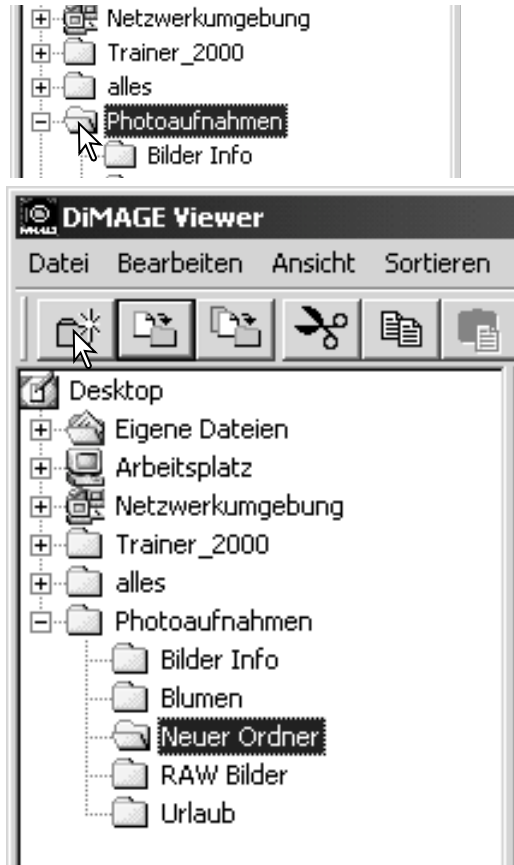 Netzwerkumgebung
Trainer_2000
alles
Photoaufnahmen
Bilder Info
DiMAGE Viewer
Datei Bearbeiten Ansicht Sortieren
Desktop
Eigene Dateien
Arbeitsplatz
Netzwerkumgebung
Trainer_2000
alles
Photoaufnahmen
Bilder Info
Blumen
Neuer Ordner
RAW Bilder
Urlaub